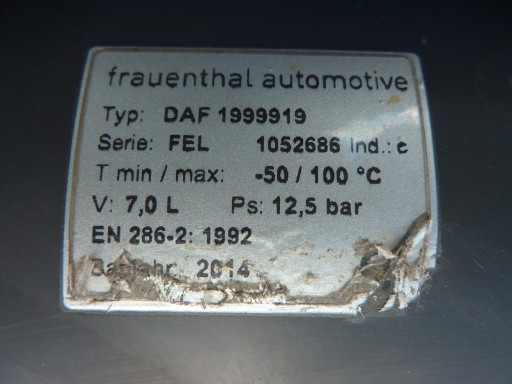 frauenthal automotive
Typ: DAF 1999919
Serie: FEL 1052686 Ind.: e
T min / max: -50 / 100 °C
V: 7,0 L Ps: 12,5 bar
EN 286-2: 1992
Baujahr: 2014